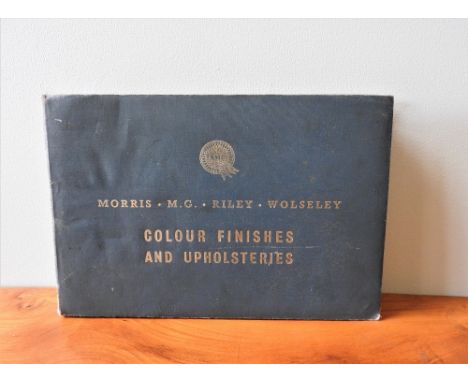 MORRIS · M.G. · RILEY · WOLSELEY
COLOUR FINISHES
AND UPHOLSTERIES